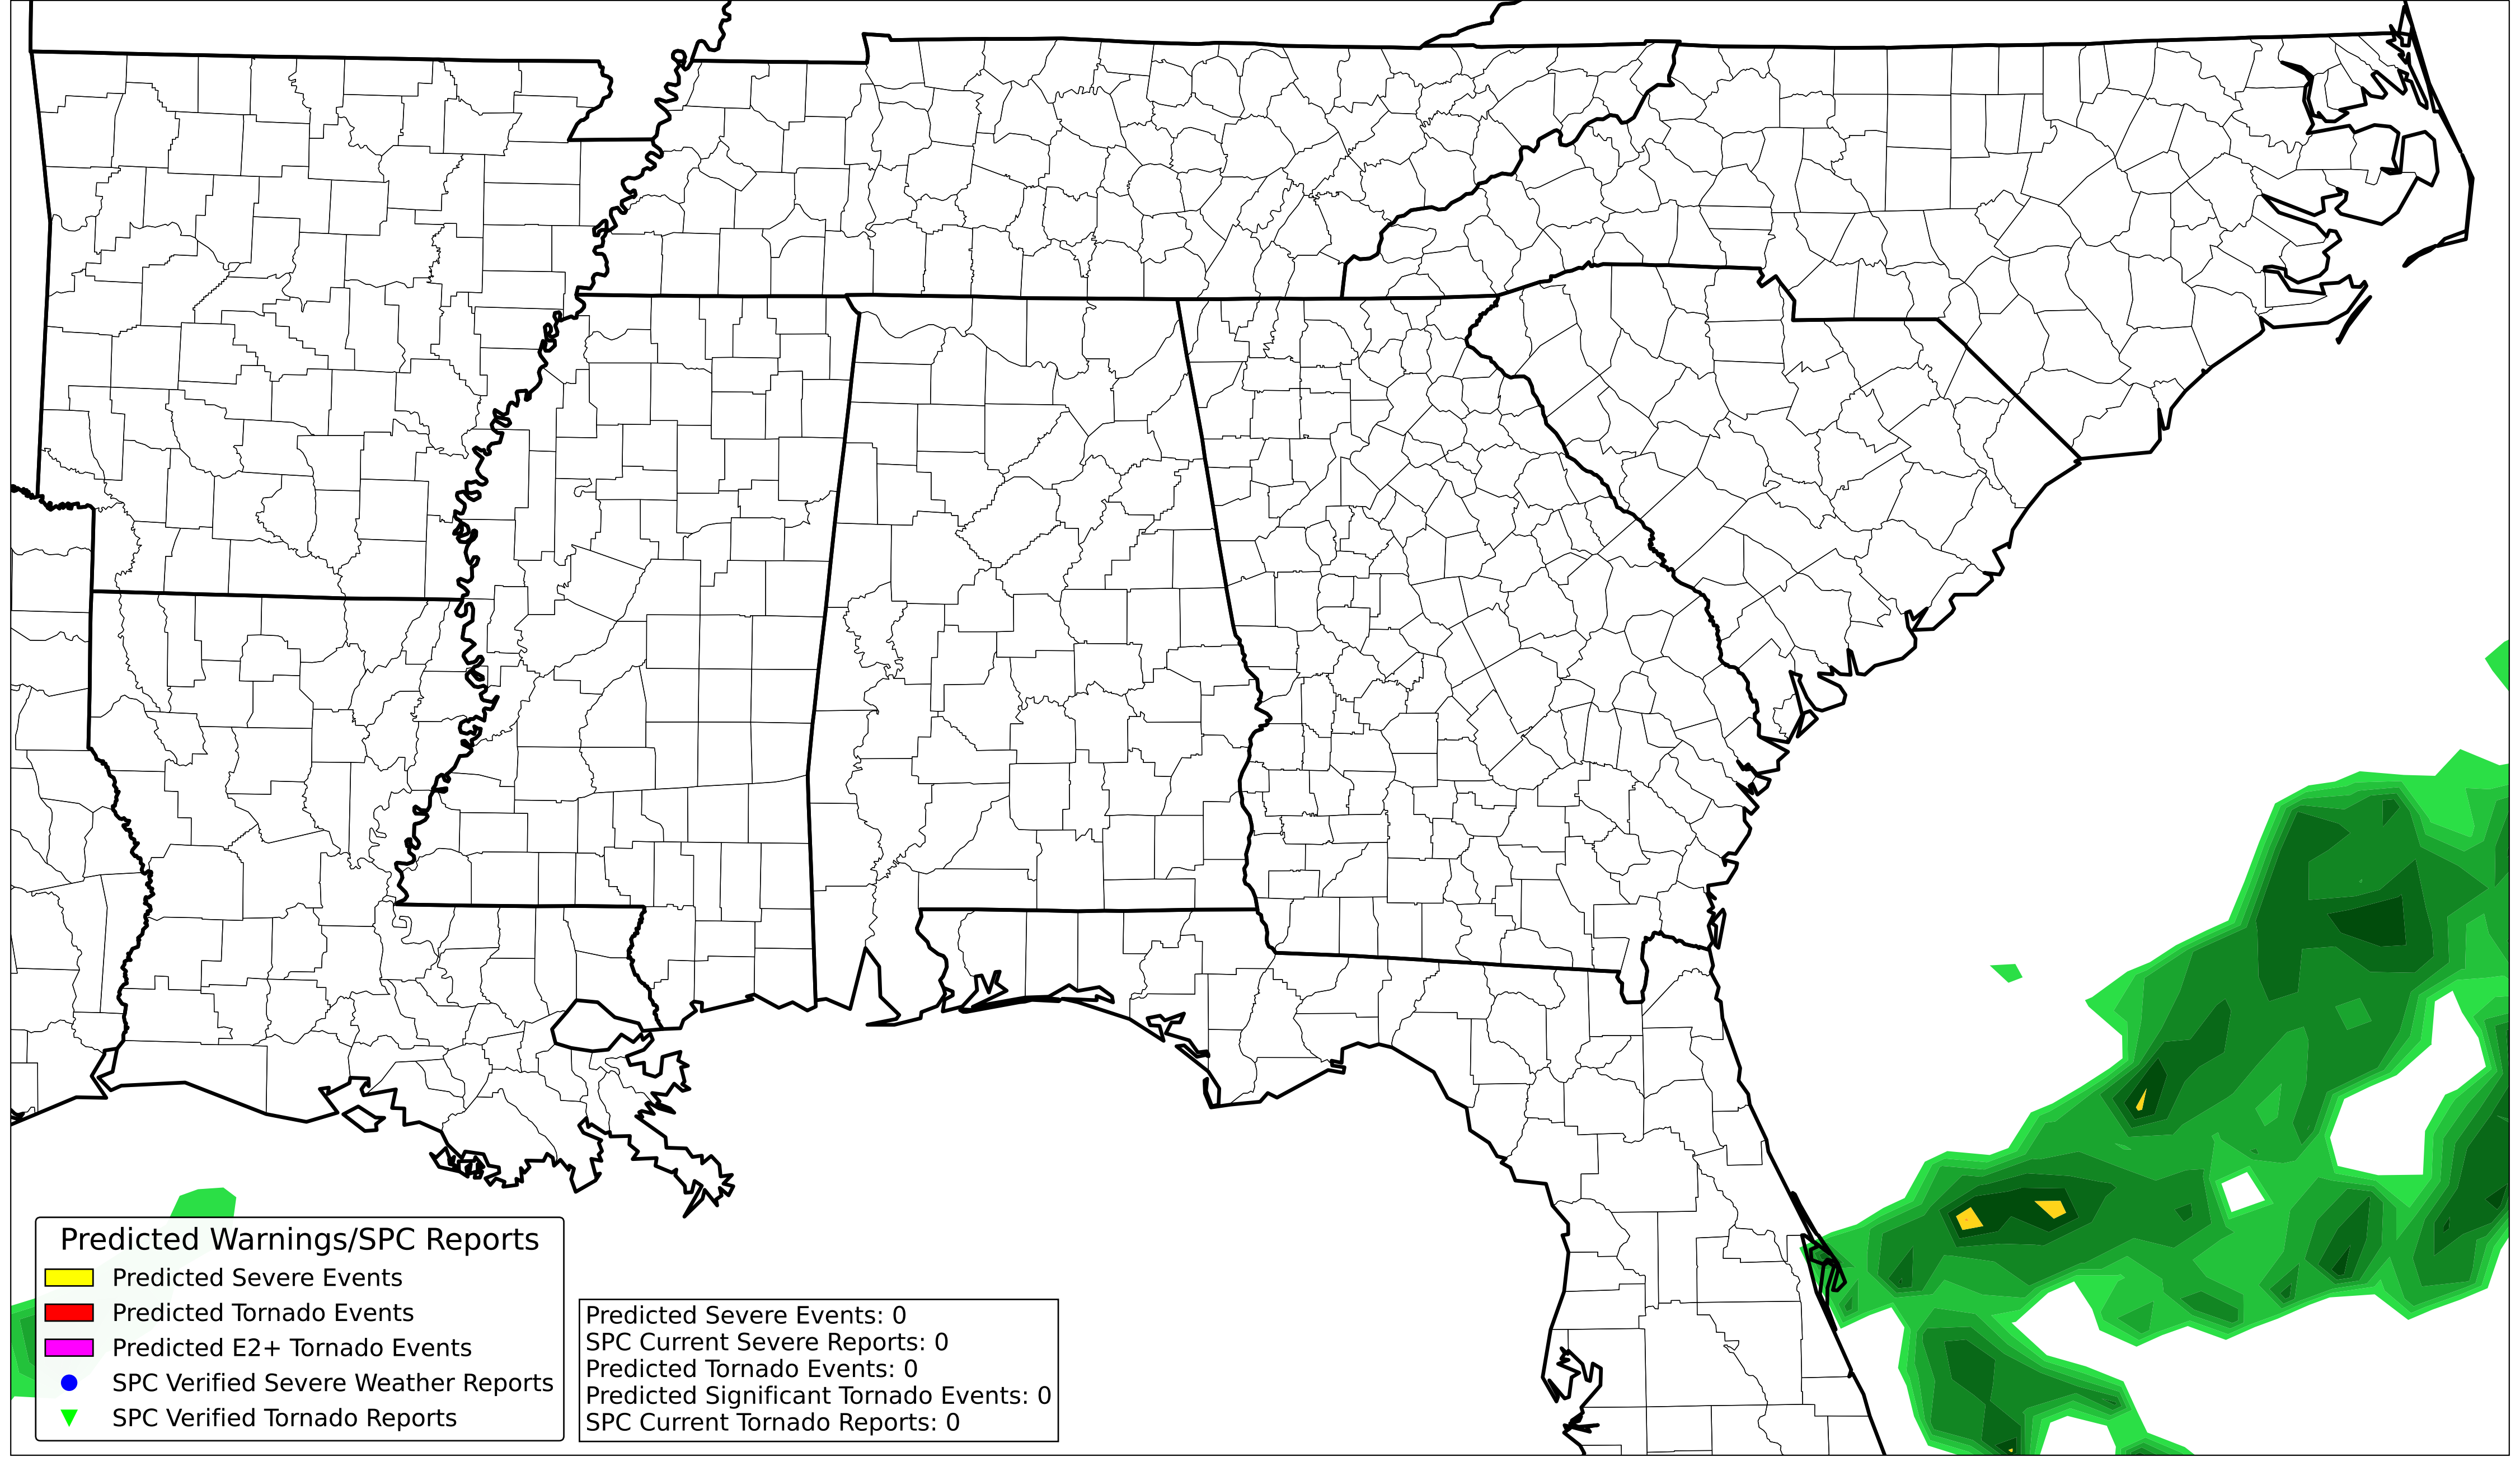 Predicted Warnings/SPC Reports
Predicted Severe Events
Predicted Tornado Events
Predicted E2+ Tornado Events
SPC Verified Severe Weather Reports
SPC Verified Tornado Reports
Predicted Severe Events: 0
SPC Current Severe Reports: 0
Predicted Tornado Events: 0
Predicted Significant Tornado Events: 0
SPC Current Tornado Reports: 0